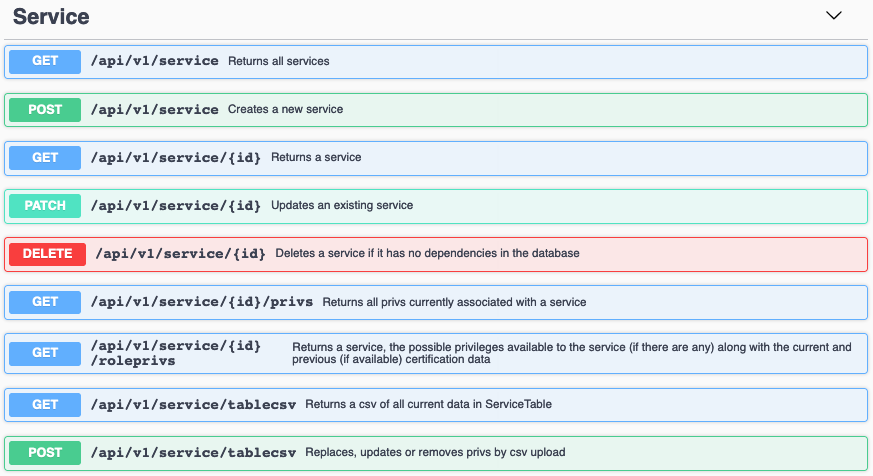 Service
GET /api/v1/service Returns all services
POST /api/v1/service Creates a new service
GET /api/v1/service/{id} Returns a service
PATCH /api/v1/service/{id} Updates an existing service
DELETE /api/v1/service/{id} Deletes a service if it has no dependencies in the database
GET /api/v1/service/{id}/privs Returns all privs currently associated with a service
GET /api/v1/service/{id}
/roleprivs
Returns a service, the possible privileges available to the service (if there are any) along with the current and
previous (if available) certification data
GET /api/v1/service/tablecsv Returns a csv of all current data in ServiceTable
POST /api/v1/service/tablecsv Replaces, updates or removes privs by csv upload